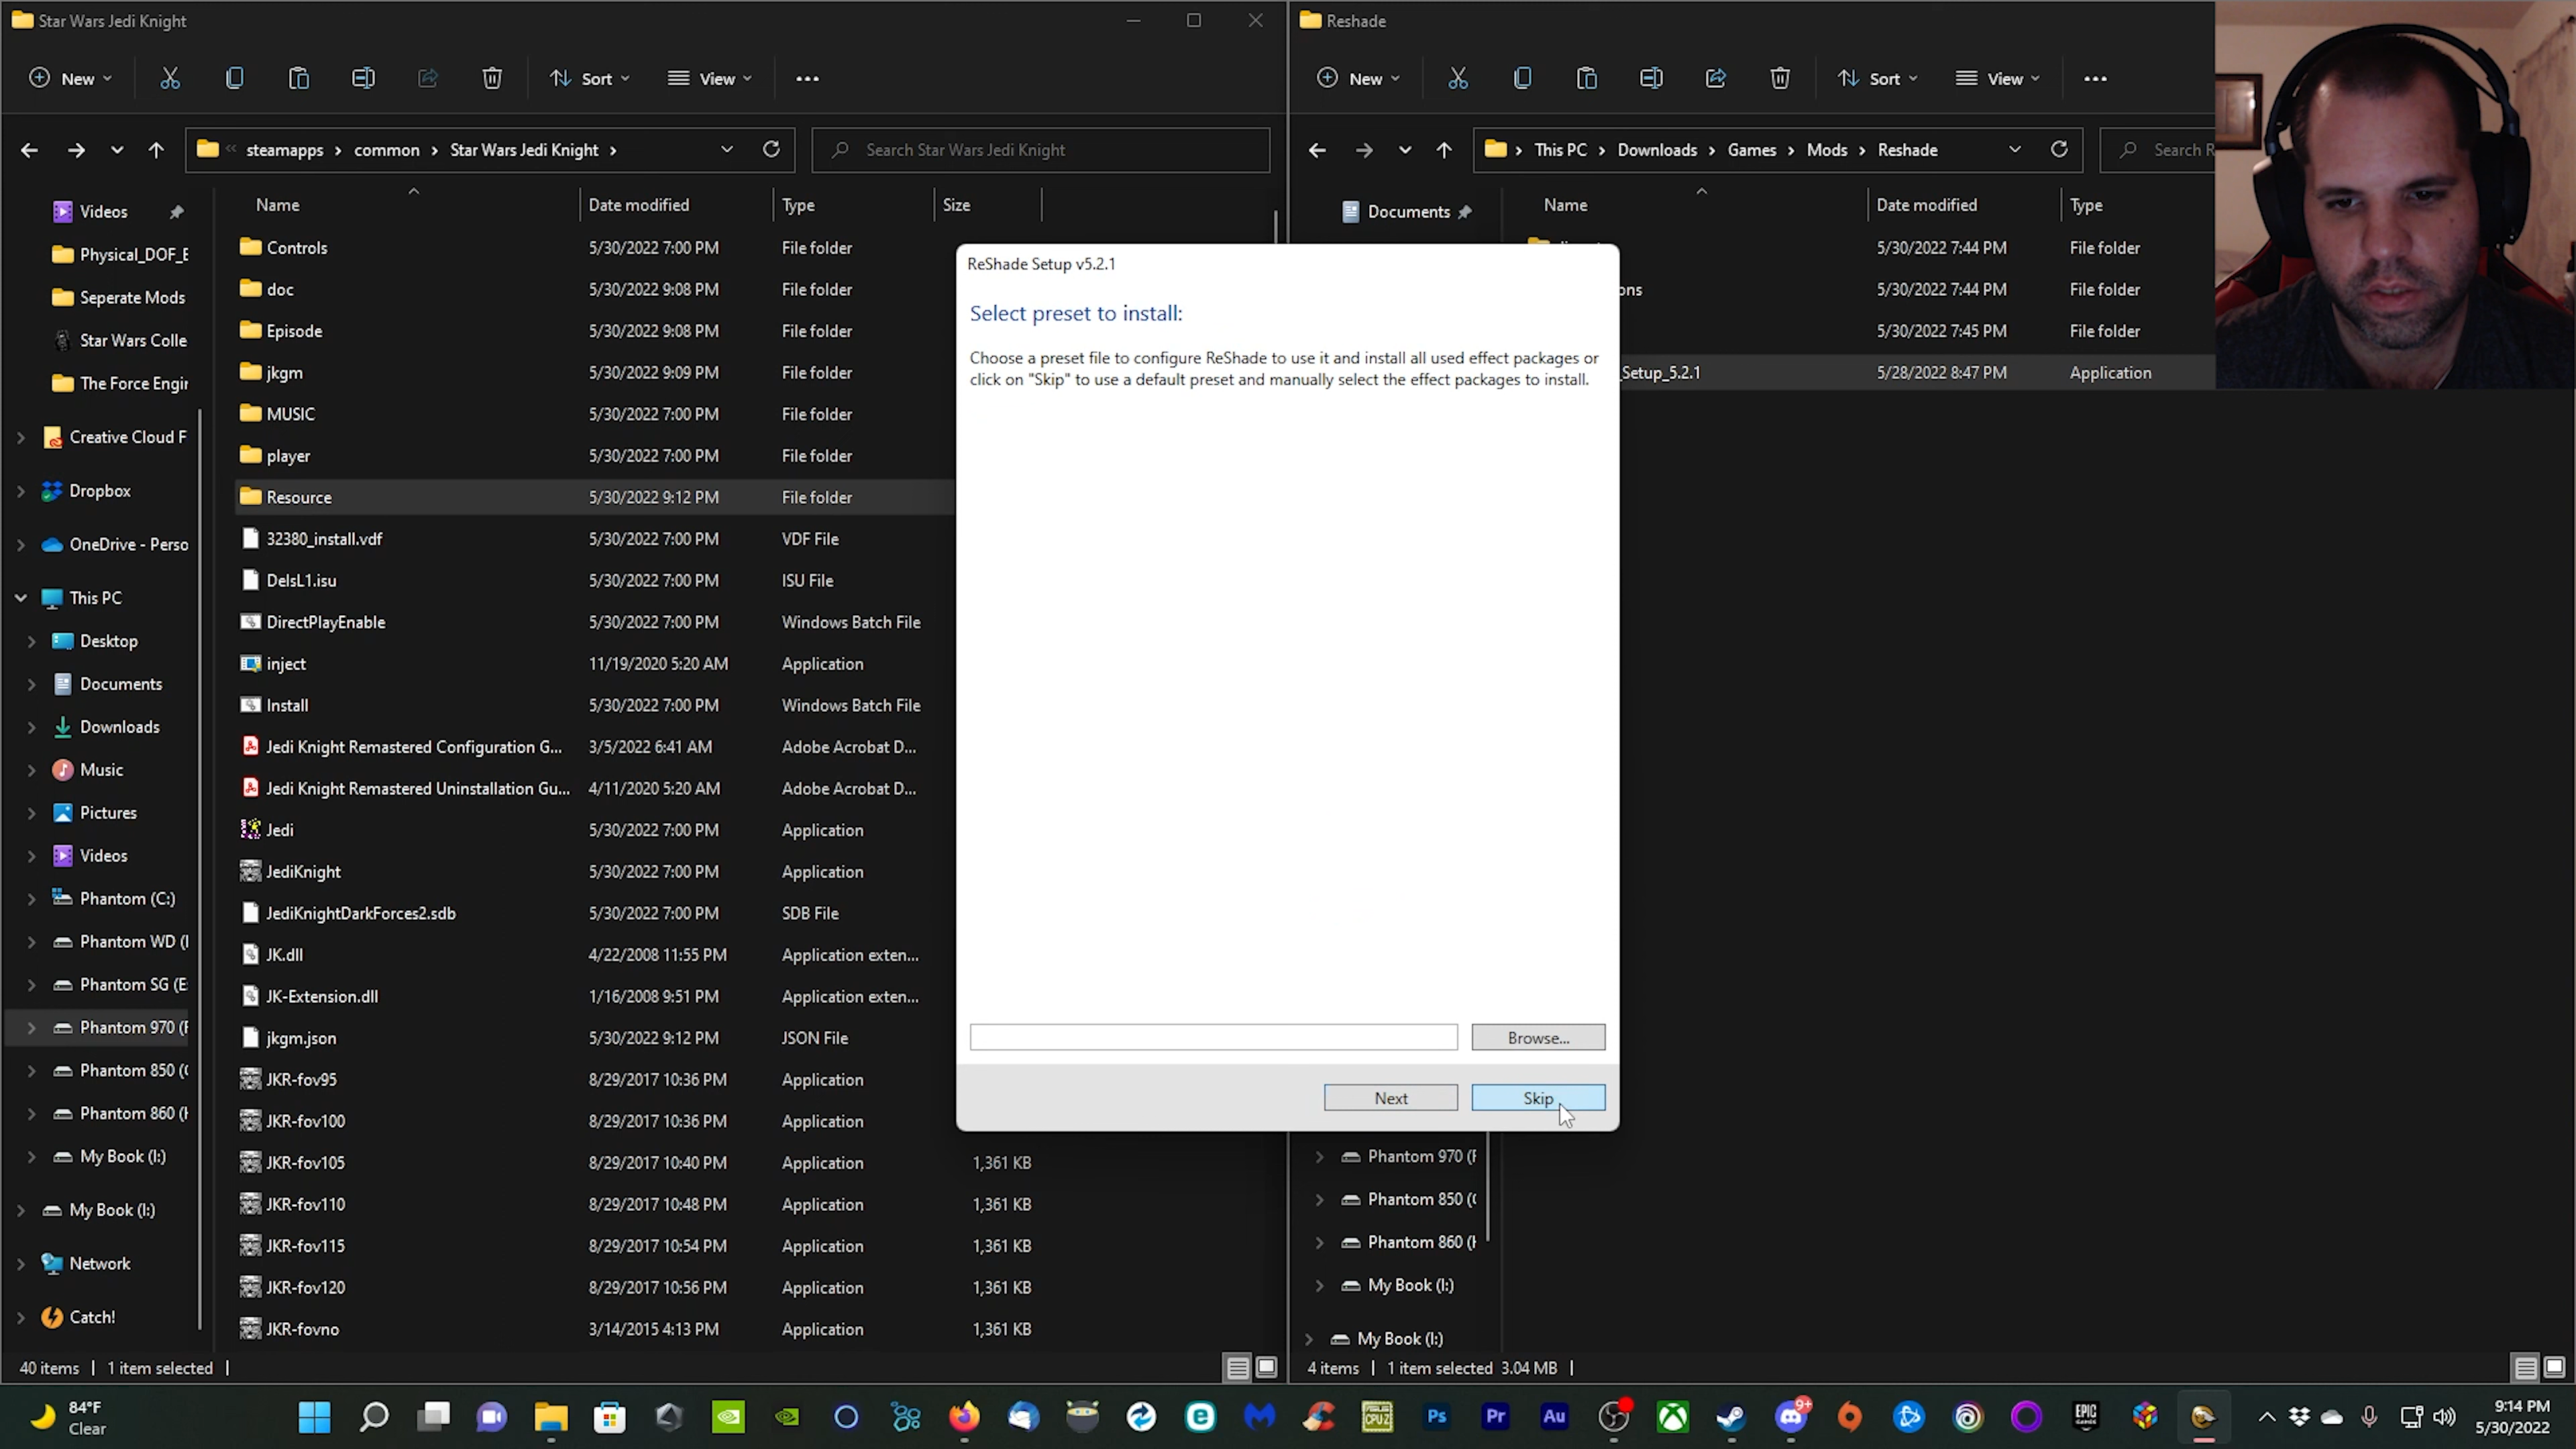 Star Wars Jedi Knight
New
Sort
View
steamapps › common › Star Wars Jedi Knight ›
Search Star Wars Jedi Knight
Name Date modified Type Size
Videos
Physical_DOF_E
Seperate Mods
Star Wars Colle
The Force Engir
Creative Cloud F
Dropbox
OneDrive - Perso
This PC
Desktop
Documents
Downloads
Music
Pictures
Videos
Phantom (C:)
Phantom WD (
Phantom SG (E
Phantom 970 (F
Phantom 850 (
Phantom 860 (
My Book (I:)
My Book (I:)
Network
Catch!
Controls 5/30/2022 7:00 PM File folder
doc 5/30/2022 9:08 PM File folder
Episode 5/30/2022 9:08 PM File folder
jkgm 5/30/2022 9:09 PM File folder
MUSIC 5/30/2022 7:00 PM File folder
player 5/30/2022 7:00 PM File folder
Resource 5/30/2022 9:12 PM File folder
32380_install.vdf 5/30/2022 7:00 PM VDF File
DelsL1.isu 5/30/2022 7:00 PM ISU File
DirectPlayEnable 5/30/2022 7:00 PM Windows Batch File
inject 11/19/2020 5:20 AM Application
Install 5/30/2022 7:00 PM Windows Batch File
Jedi Knight Remastered Configuration G... 3/5/2022 6:41 AM Adobe Acrobat D...
Jedi Knight Remastered Uninstallation Gu... 4/11/2020 5:20 AM Adobe Acrobat D...
Jedi 5/30/2022 7:00 PM Application
JediKnight 5/30/2022 7:00 PM Application
JediKnightDarkForces2.sdb 5/30/2022 7:00 PM SDB File
JK.dll 4/22/2008 11:55 PM Application exten...
JK-Extension.dll 1/16/2008 9:51 PM Application exten...
jkgm.json 5/30/2022 9:12 PM JSON File
JKR-fov95 8/29/2017 10:36 PM Application
JKR-fov100 8/29/2017 10:36 PM Application
JKR-fov105 8/29/2017 10:40 PM Application 1,361 KB
JKR-fov110 8/29/2017 10:48 PM Application 1,361 KB
JKR-fov115 8/29/2017 10:54 PM Application 1,361 KB
JKR-fov120 8/29/2017 10:56 PM Application 1,361 KB
JKR-fovno 3/14/2015 4:13 PM Application 1,361 KB
40 items | 1 item selected |
ReShade Setup v5.2.1
Select preset to install:
Choose a preset file to configure ReShade to use it and install all used effect packages or
click on "Skip" to use a default preset and manually select the effect packages to install.
Browse...
Next
Skip
Reshade
New
Sort
View
› This PC › Downloads › Games › Mods › Reshade
Search R
Name Date modified Type
Documents
5/30/2022 7:44 PM File folder
ons 5/30/2022 7:44 PM File folder
5/30/2022 7:45 PM File folder
_Setup_5.2.1 5/28/2022 8:47 PM Application
Phantom 970 (F
Phantom 850 (
Phantom 860 (
My Book (I:)
My Book (I:)
4 items | 1 item selected 3.04 MB |
84°F
Clear
CPU-Z
Ps
Pr
Au
9+
EPIC
GAMES
9:14 PM
5/30/2022